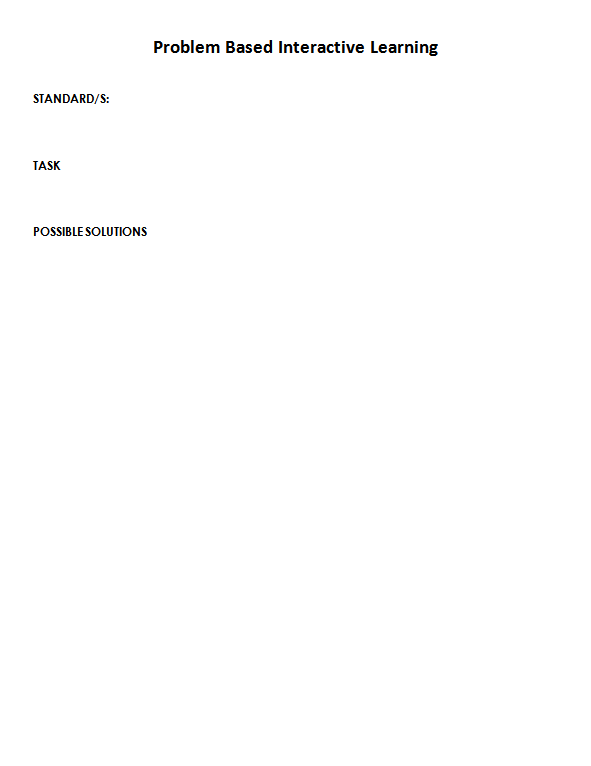 Problem Based Interactive Learning
STANDARD/S:
TASK
POSSIBLE SOLUTIONS